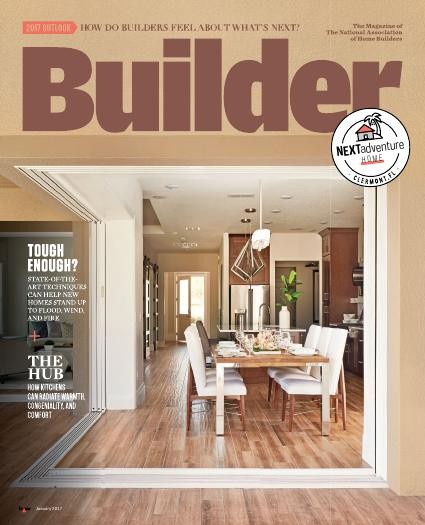 2017 OUTLOOK HOW DO BUILDERS FEEL ABOUT WHAT'S NEXT?
The Magazine of
The National Association
of Home Builders
Builder
NEXTadventure
HOME
CLERMONT, FL
TOUGH
ENOUGH?
STATE-OF-THE-
ART TECHNIQUES
CAN HELP NEW
HOMES STAND UP
TO FLOOD, WIND,
AND FIRE
+
THE
HUB
HOW KITCHENS
CAN RADIATE WARMTH,
CONGENIALITY, AND
COMFORT
January 2017